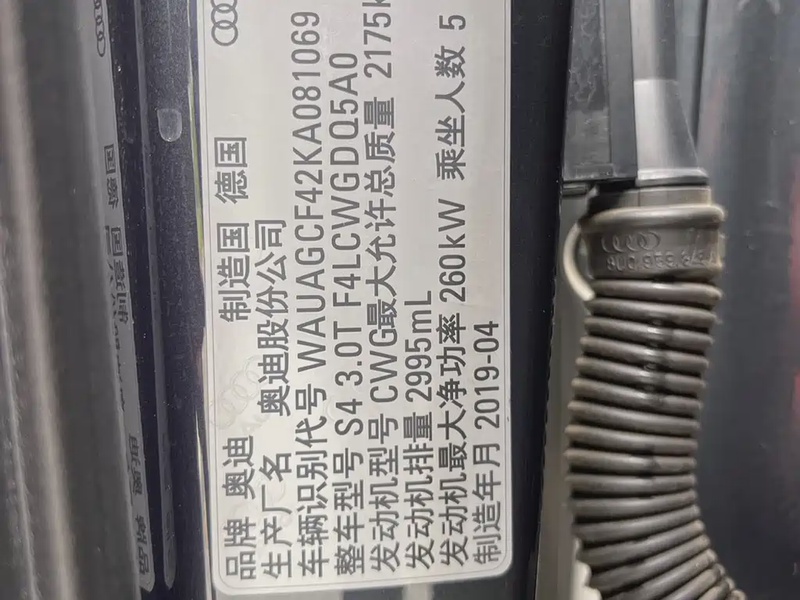 品牌 奥迪 制造国 德国
生产厂名 奥迪股份公司
车辆识别代号 WAUAGCF42KA081069
整车型号 S4 3.0T F4LCWGDQ5A0
发动机型号 CWG最大允许总质量 2175k
发动机排量 2995mL
发动机最大净功率 260kW 乘坐人数 5
制造年月 2019-04